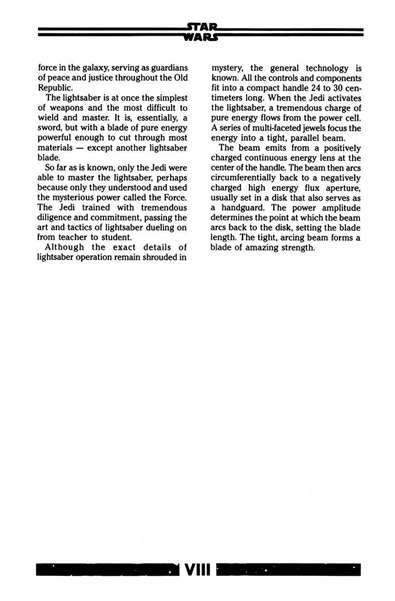 STAR
WARS
force in the galaxy, serving as guardians
of peace and justice throughout the Old
Republic.
The lightsaber is at once the simplest
of weapons and the most difficult to
wield and master. It is, essentially, a
sword, but with a blade of pure energy
powerful enough to cut through most
materials — except another lightsaber
blade.
So far as is known, only the Jedi were
able to master the lightsaber, perhaps
because only they understood and used
the mysterious power called the Force.
The Jedi trained with tremendous
diligence and commitment, passing the
art and tactics of lightsaber dueling on
from teacher to student.
Although the exact details of
lightsaber operation remain shrouded in
mystery, the general technology is
known. All the controls and components
fit into a compact handle 24 to 30 cen-
timeters long. When the Jedi activates
the lightsaber, a tremendous charge of
pure energy flows from the power cell.
A series of multi-faceted jewels focus the
energy into a tight, parallel beam.
The beam emits from a positively
charged continuous energy lens at the
center of the handle. The beam then arcs
circumferentially back to a negatively
charged high energy flux aperture,
usually set in a disk that also serves as
a handguard. The power amplitude
determines the point at which the beam
arcs back to the disk, setting the blade
length. The tight, arcing beam forms a
blade of amazing strength.
VIII